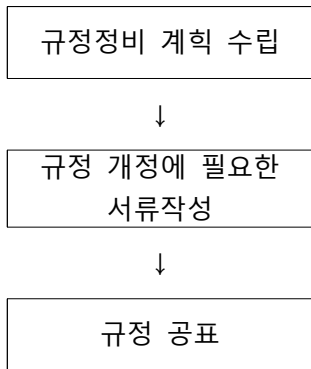 규정정비 계획 수립
↓
규정 개정에 필요한
서류작성
↓
규정 공표